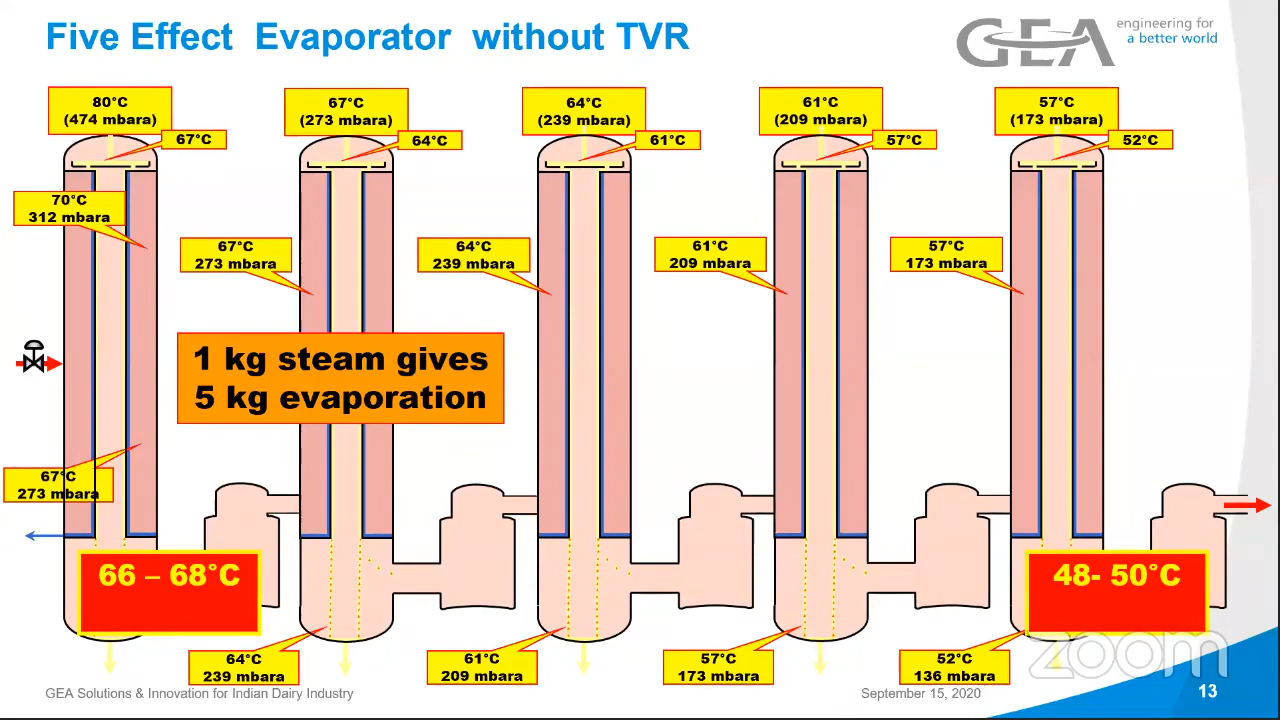 Five Effect Evaporator without TVR
GEA
engineering for
a better world
80°C
(474 mbara)
67°C
67°C
(273 mbara)
64°C
64°C
(239 mbara)
61°C
61°C
(209 mbara)
57°C
57°C
(173 mbara)
52°C
70°C
312 mbara
67°C
273 mbara
64°C
239 mbara
61°C
209 mbara
57°C
173 mbara
1 kg steam gives
5 kg evaporation
67°C
273 mbara
66 – 68°C
48- 50°C
64°C
239 mbara
61°C
209 mbara
57°C
173 mbara
52°C
136 mbara
zoom
GEA Solutions & Innovation for Indian Dairy Industry
September 15, 2020
13